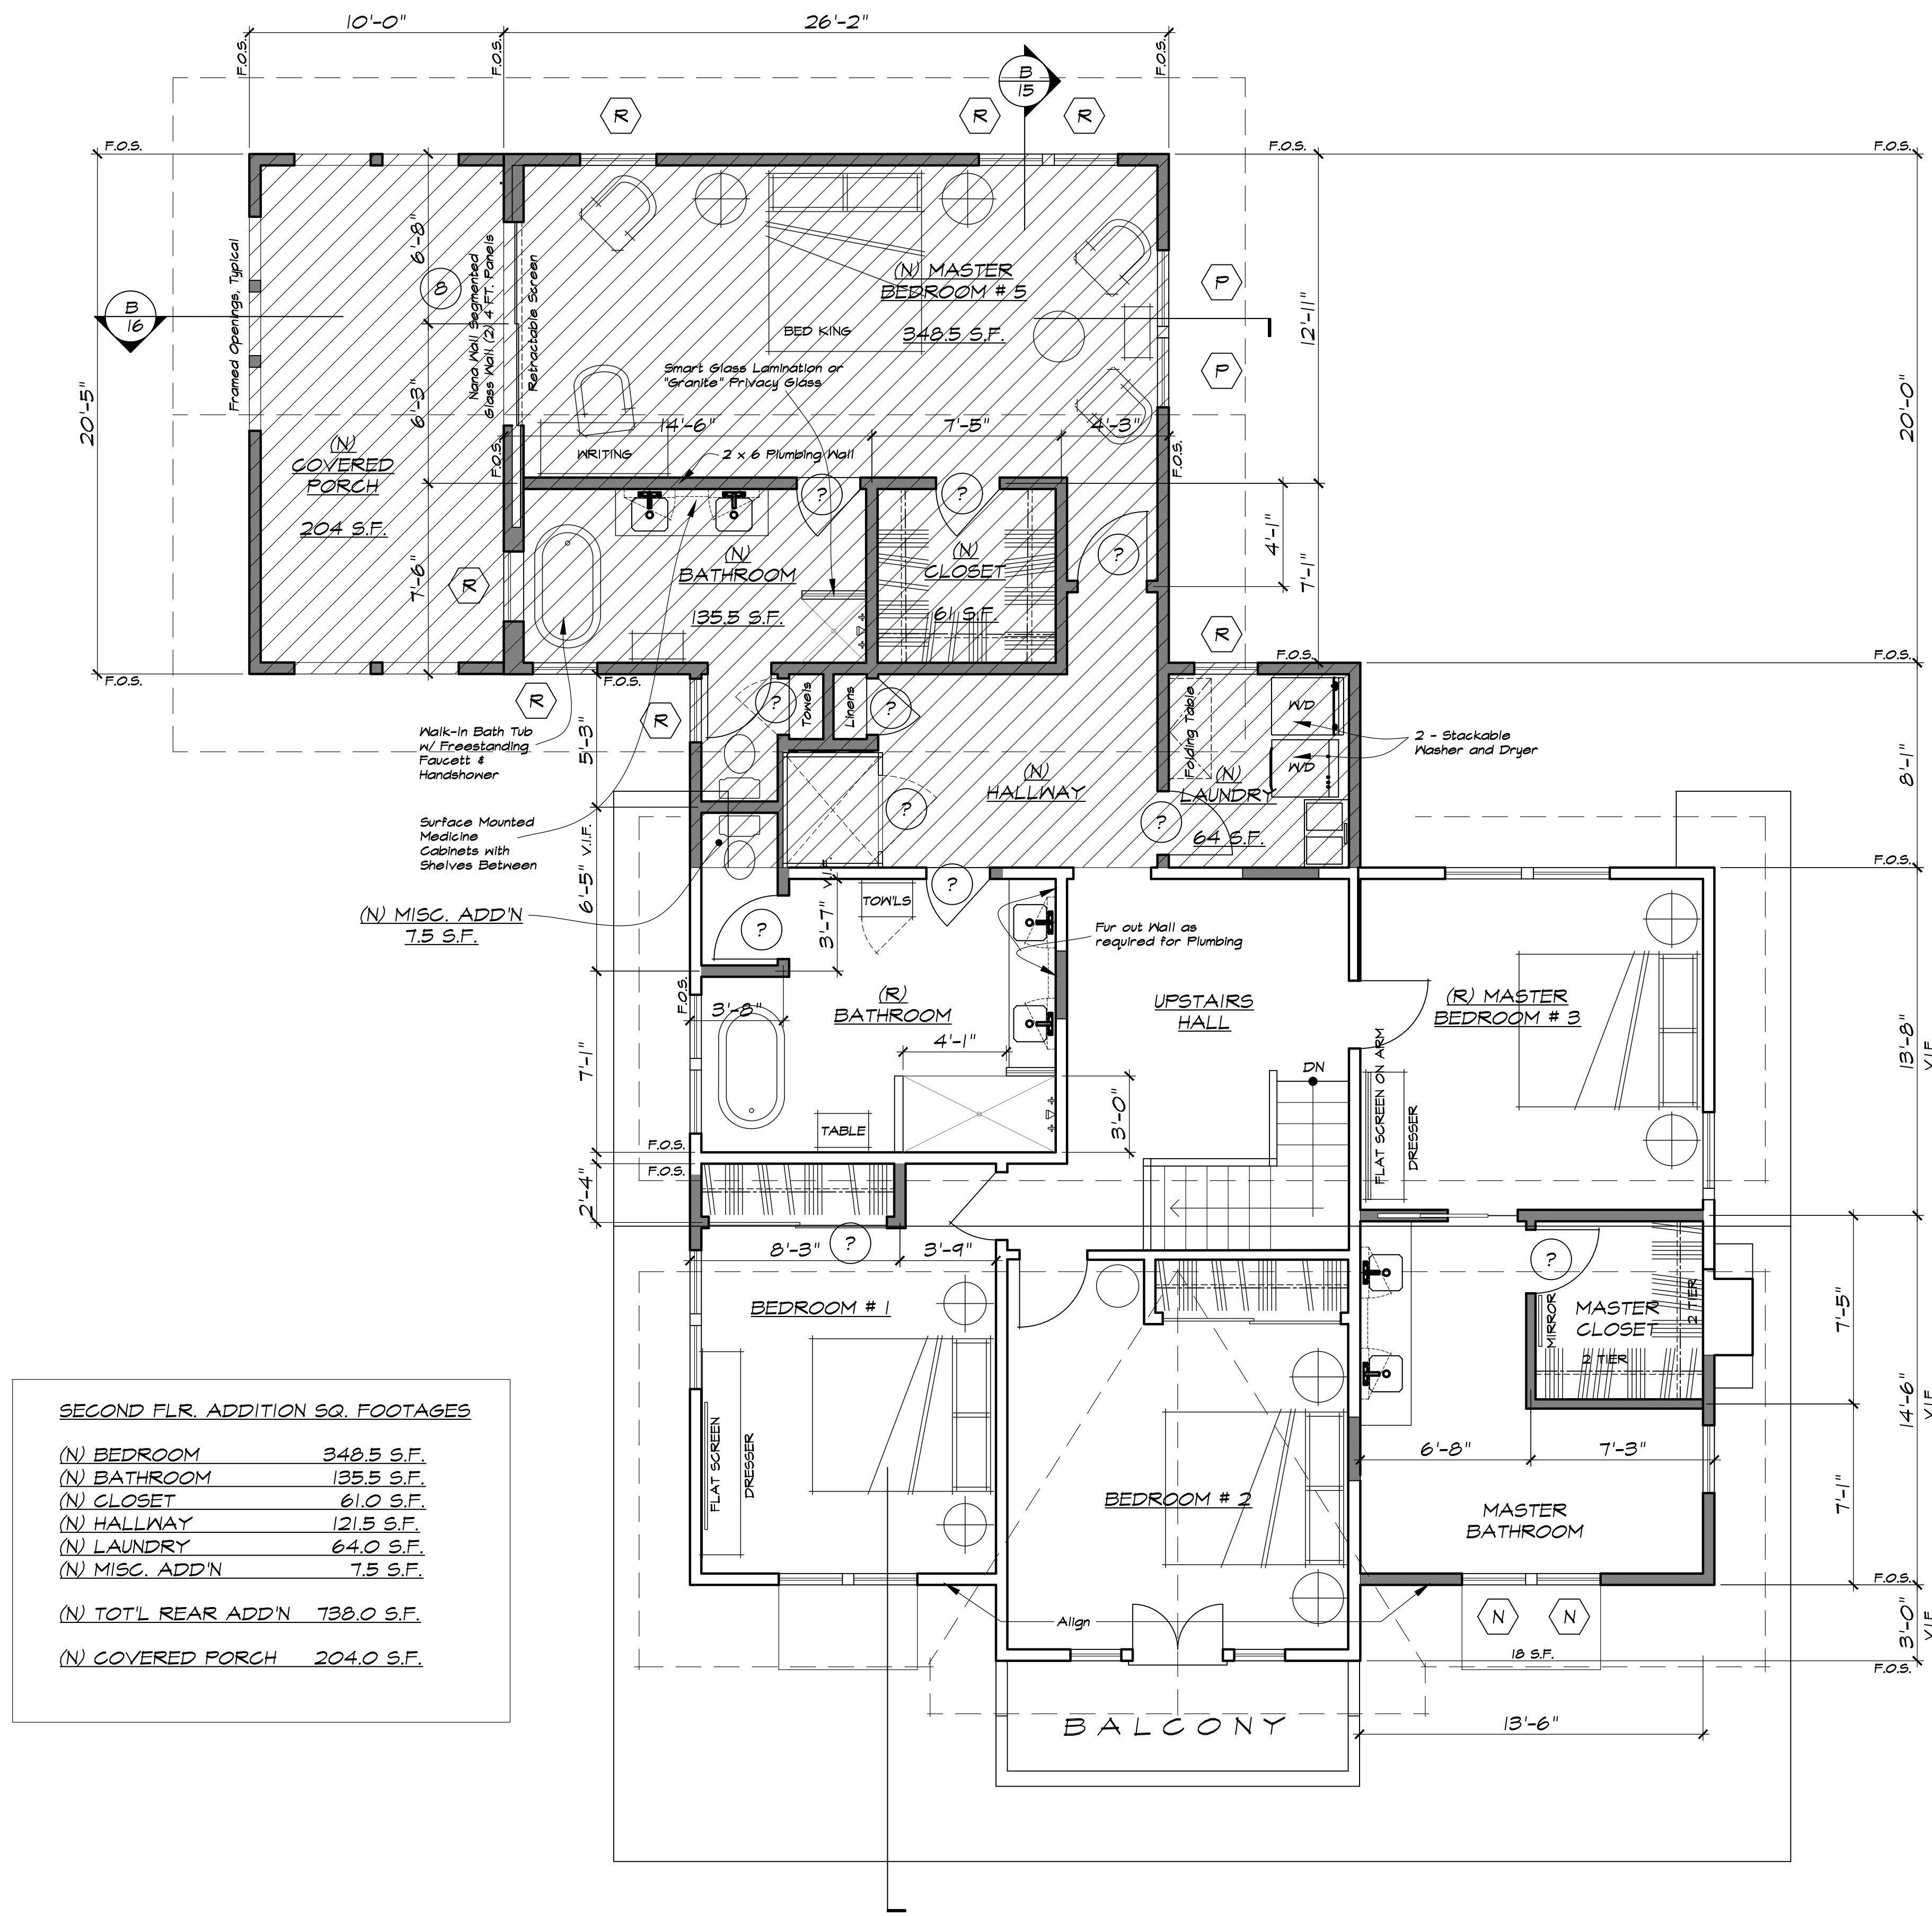 10'-0"
26'-2"
F.O.S.
F.O.S.
F.O.S.
B
15
R
R
R
F.O.S.
F.O.S.
F.O.S.
20'-5"
B
16
Framed Openings, Typical
6'-8"
8
6'-3"
7'-6"
Nana Wall Segmented
Glass Wall (2) 4 FT. Panels
Retractable Screen
(N) MASTER
BEDROOM # 5
348.5 S.F.
BED KING
P
P
12'-11"
20'-0"
Smart Glass Lamination or
"Granite" Privacy Glass
14'-6"
7'-5"
4'-3"
F.O.S.
F.O.S.
WRITING
2 x 6 Plumbing Wall
(N)
COVERED
PORCH
204 S.F.
?
?
?
4'-1"
7'-1"
(N)
BATHROOM
135.5 S.F.
(N)
CLOSET
61 S.F.
R
R
F.O.S.
F.O.S.
F.O.S.
F.O.S.
R
R
Towels
Linens
?
?
Folding Table
W/D
W/D
2 - Stackable
Washer and Dryer
Walk-in Bath Tub
w/ Freestanding
Faucett &
Handshower
5'-3"
(N)
HALLWAY
(N)
LAUNDRY
64 S.F.
8'-1"
?
?
Surface Mounted
Medicine
Cabinets with
Shelves Between
6'-5" V.I.F.
3'-7" V.I.F.
F.O.S.
(N) MISC. ADD'N
7.5 S.F.
?
?
TOW'LS
Fur out Wall as
required for Plumbing
F.O.S.
3'-8"
(R)
BATHROOM
UPSTAIRS
HALL
(R) MASTER
BEDROOM # 3
13'-8"
V.I.F.
4'-1"
7'-1"
DN
3'-0"
FLAT SCREEN ON ARM
DRESSER
TABLE
F.O.S.
F.O.S.
2'-4"
8'-3"
?
3'-9"
?
BEDROOM # 1
MIRROR
MASTER
CLOSET
2 TIER
2 TIER
7'-5"
14'-6"
V.I.F.
FLAT SCREEN
DRESSER
BEDROOM # 2
6'-8"
7'-3"
MASTER
BATHROOM
7'-1"
F.O.S.
N
N
18 S.F.
3'-0"
V.I.F.
F.O.S.
Align
BALCONY
13'-6"
SECOND FLR. ADDITION SQ. FOOTAGES
(N) BEDROOM 348.5 S.F.
(N) BATHROOM 135.5 S.F.
(N) CLOSET 61.0 S.F.
(N) HALLWAY 121.5 S.F.
(N) LAUNDRY 64.0 S.F.
(N) MISC. ADD'N 7.5 S.F.
(N) TOT'L REAR ADD'N 738.0 S.F.
(N) COVERED PORCH 204.0 S.F.